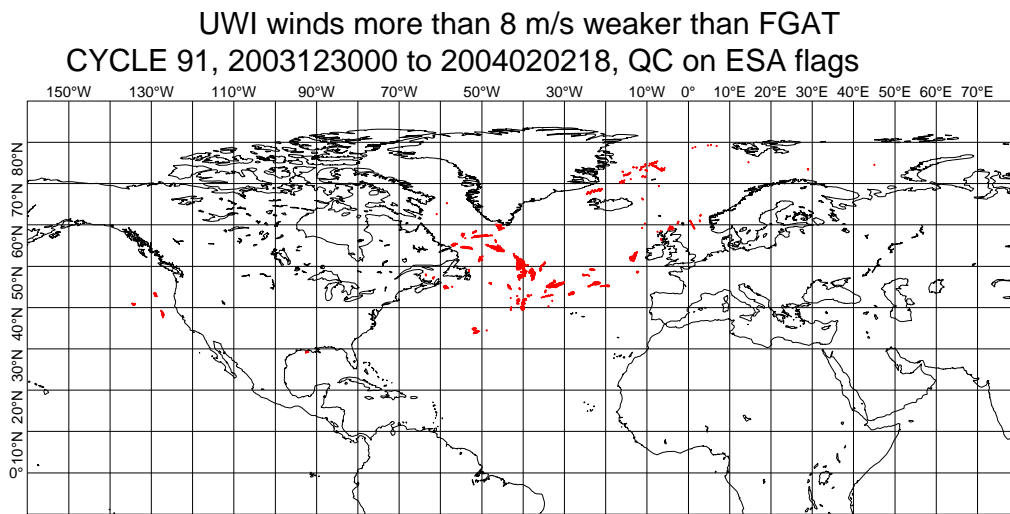 UWI winds more than 8 m/s weaker than FGAT
CYCLE 91, 2003123000 to 2004020218, QC on ESA flags
150°W 130°W 110°W 90°W 70°W 50°W 30°W 10°W 0° 10°E 20°E 30°E 40°E 50°E 60°E 70°E
80°N
70°N
60°N
50°N
40°N
30°N
20°N
10°N
0°